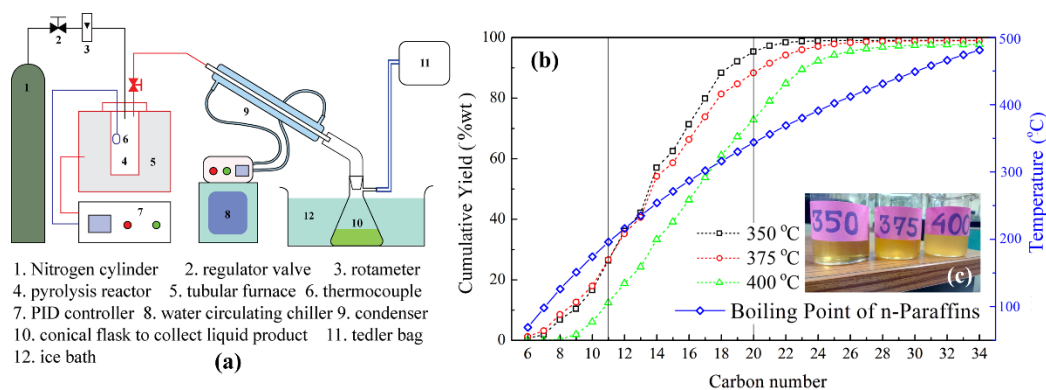 1
2
3
4
5
6
7
8
9
10
11
12
1. Nitrogen cylinder 2. regulator valve 3. rotameter
4. pyrolysis reactor 5. tubular furnace 6. thermocouple
7. PID controller 8. water circulating chiller 9. condenser
10. conical flask to collect liquid product 11. tedler bag
12. ice bath
(a)
(b)
Cumulative Yield (%wt)
100
80
60
40
20
0
6 8 10 12 14 16 18 20 22 24 26 28 30 32 34
Carbon number
500
400
300
200
100
Temperature (°C)
350 °C
375 °C
400 °C
Boiling Point of n-Paraffins
350
375
400
(c)